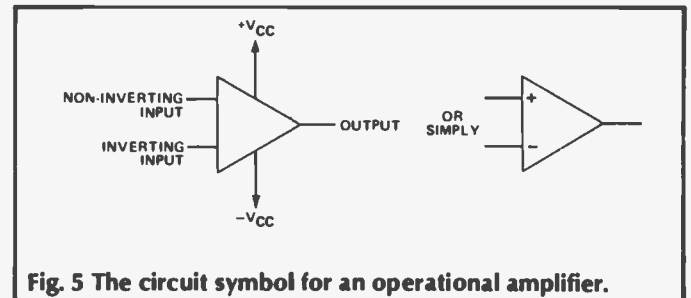 +VCC
NON-INVERTING
INPUT
OUTPUT
INVERTING
INPUT
-VCC
OR
SIMPLY
+
-
Fig. 5 The circuit symbol for an operational amplifier.